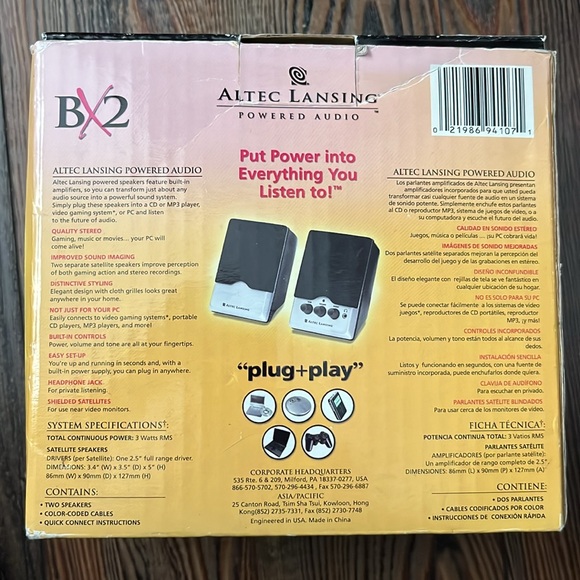 BX2
ALTEC LANSING™
POWERED AUDIO
0 21986 94107 1
Put Power into
Everything You
Listen to!™
ALTEC LANSING POWERED AUDIO
Altec Lansing powered speakers feature built-in
amplifiers, so you can transform just about any
audio source into a powerful sound system.
Simply plug these speakers into a CD or MP3 player,
video gaming system*, or PC and listen
to the future of audio.
QUALITY STEREO
Gaming, music or movies... your PC will
come alive!
IMPROVED SOUND IMAGING
Two separate satellite speakers improve perception
of both gaming action and stereo recordings.
DISTINCTIVE STYLING
Elegant design with cloth grilles looks great
anywhere in your home.
NOT JUST FOR YOUR PC
Easily connects to video gaming systems*, portable
CD players, MP3 players, and more!
BUILT-IN CONTROLS
Power, volume and tone are all at your fingertips.
EASY SET-UP
You're up and running in seconds and, with a
built-in power supply, you can plug in anywhere.
HEADPHONE JACK
For private listening.
SHIELDED SATELLITES
For use near video monitors.
SYSTEM SPECIFICATIONS†:
TOTAL CONTINUOUS POWER: 3 Watts RMS
SATELLITE SPEAKERS
DRIVERS (per Satellite): One 2.5" full range driver.
DIMENSIONS: 3.4" (W) x 3.5" (D) x 5" (H)
86mm (W) x 90mm (D) x 127mm (H)
CONTAINS:
• TWO SPEAKERS
• COLOR-CODED CABLES
• QUICK CONNECT INSTRUCTIONS
ALTEC LANSING
ALTEC LANSING
"plug+play"
CORPORATE HEADQUARTERS
535 Rte. 6 & 209, Milford, PA 18337-0277, USA
866-570-5702, 570-296-4434 , Fax 570-296-6887
ASIA/PACIFIC
25 Canton Road, Tsim Sha Tsui, Kowloon, Hong
Kong(852) 2735-7331, Fax (852) 2730-7748
Engineered in USA. Made in China
ALTEC LANSING POWERED AUDIO
Los parlantes amplificados de Altec Lansing presentan
amplificadores incorporados para que usted pueda
transformar casi cualquier fuente de audio en un sistema
de sonido potente. Simplemente enchufe estos parlantes
al CD o reproductor MP3, sistema de juegos de video, o a
su computadora y escuche el futuro del audio.
CALIDAD EN SONIDO ESTÉREO
Juegos, música o películas... ¡su PC cobrará vida!
IMÁGENES DE SONIDO MEJORADAS
Dos parlantes satélite separados mejoran la percepción del
desarrollo del juego y de las grabaciones en estéreo.
DISEÑO INCONFUNDIBLE
El diseño elegante con rejillas de tela se ve fantástico en
cualquier ubicación de su hogar.
NO ES SOLO PARA SU PC
Se puede conectar fácilmente a los sistemas de video
juegos*, reproductores de CD portátiles, reproductores
MP3, ¡y más!
CONTROLES INCORPORADOS
La potencia, volumen y tono están todos al alcance de sus
dedos.
INSTALACIÓN SENCILLA
Listos y funcionando en segundos, con una fuente de
suministro incorporada, puede enchufarlos donde quiera.
CLAVIJA DE AUDÍFONO
Para escuchar en privado.
PARLANTES SATÉLITE BLINDADOS
Para usar cerca de los monitores de video.
FICHA TÉCNICA†:
POTENCIA CONTINUA TOTAL: 3 Vatios RMS
PARLANTES SATÉLITE
AMPLIFICADORES (por parlante satélite):
Un amplificador de rango completo de 2.5".
DIMENSIONES: 86mm (L) x 90mm (P) x 127mm (A)
CONTIENE:
• DOS PARLANTES
• CABLES CODIFICADOS POR COLOR
• INSTRUCCIONES DE CONEXIÓN RÁPIDA